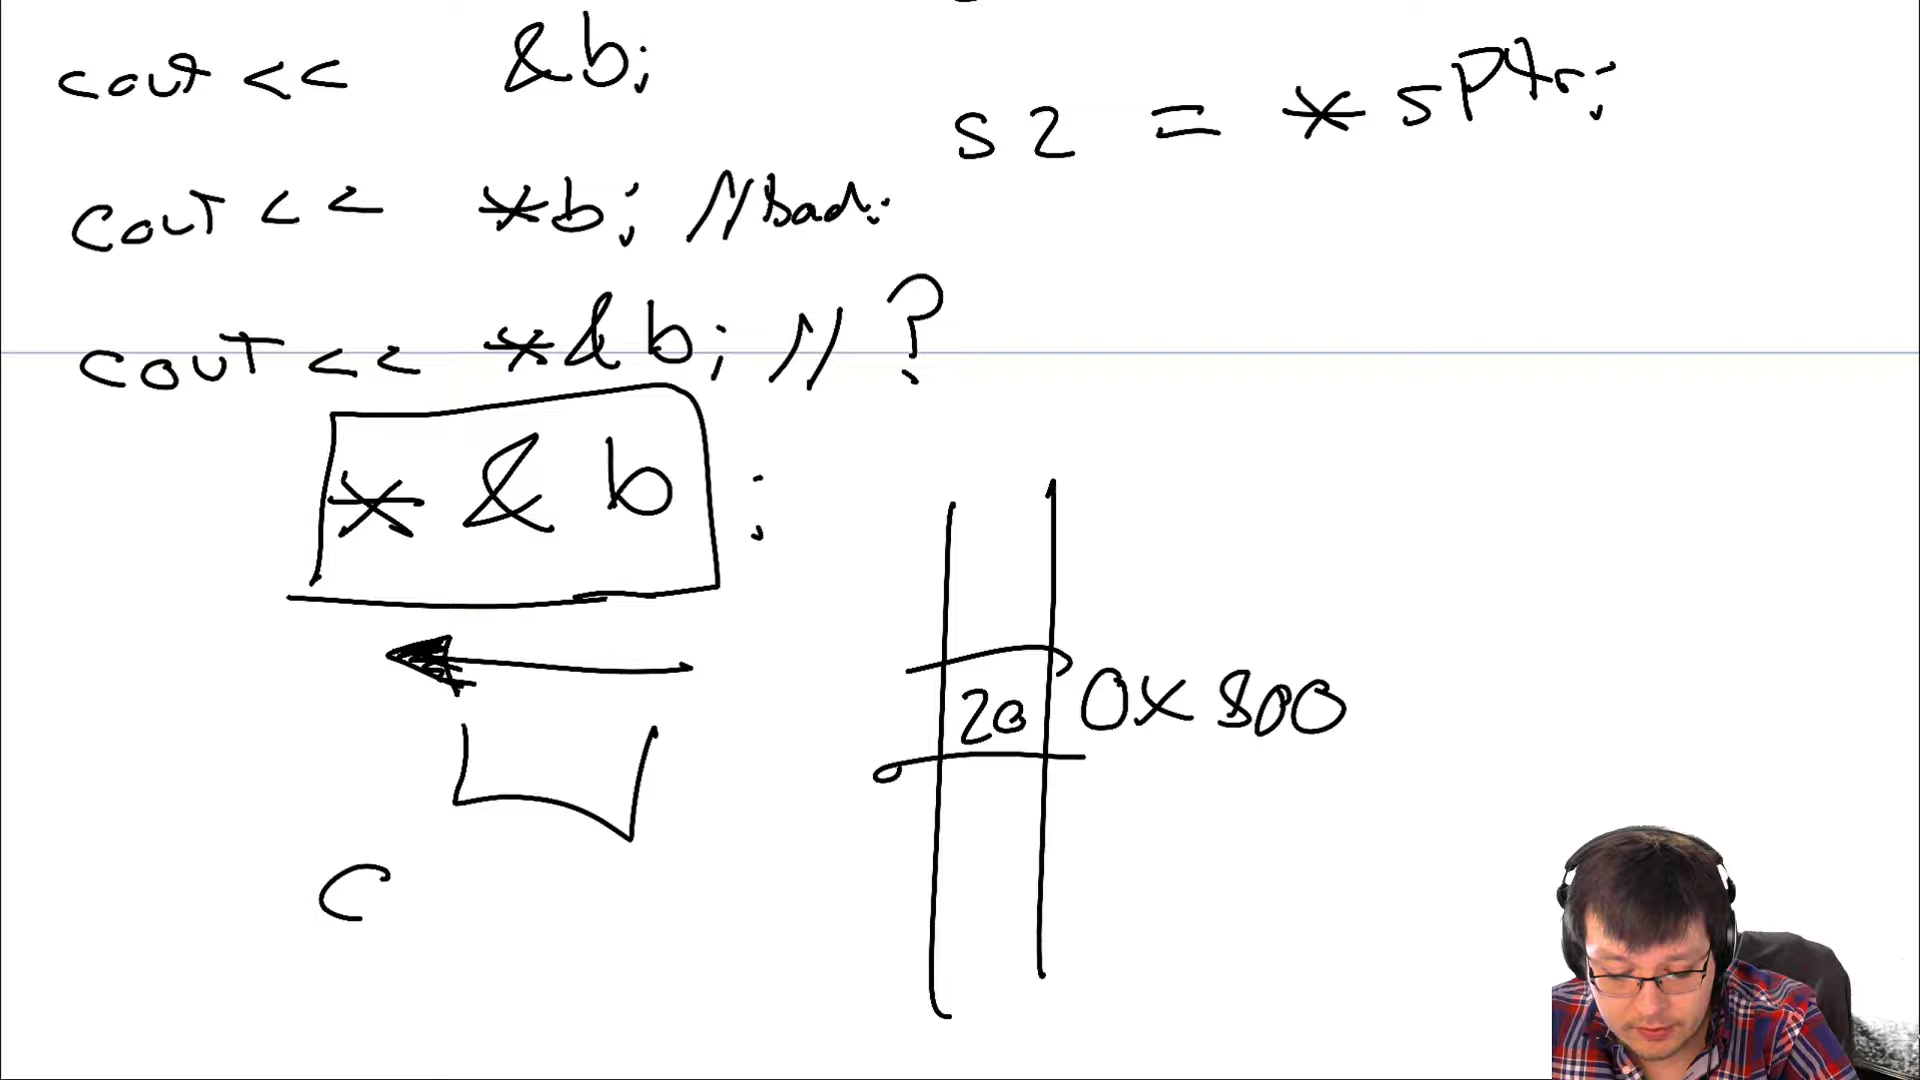 cout << &b;
s2 = *sPtr;
cout << *b; //bad;
cout << *&b; // ?
* & b ;
20 0x800
C